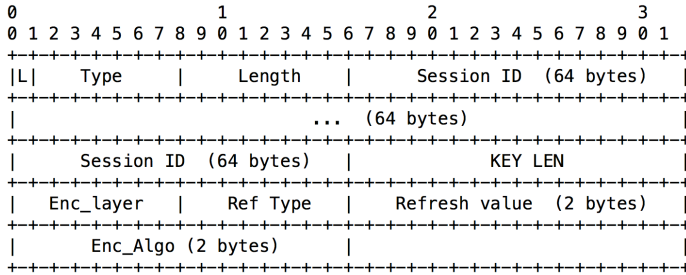 0                   1                   2                   3
0 1 2 3 4 5 6 7 8 9 0 1 2 3 4 5 6 7 8 9 0 1 2 3 4 5 6 7 8 9 0 1
+-+-+-+-+-+-+-+-+-+-+-+-+-+-+-+-+-+-+-+-+-+-+-+-+-+-+-+-+-+-+-+-+
|L|    Type     |     Length    |      Session ID  (64 bytes)   |
+-+-+-+-+-+-+-+-+-+-+-+-+-+-+-+-+-+-+-+-+-+-+-+-+-+-+-+-+-+-+-+-+
|                            ...  (64 bytes)                    |
+-+-+-+-+-+-+-+-+-+-+-+-+-+-+-+-+-+-+-+-+-+-+-+-+-+-+-+-+-+-+-+-+
|      Session ID  (64 bytes)   |             KEY LEN           |
+-+-+-+-+-+-+-+-+-+-+-+-+-+-+-+-+-+-+-+-+-+-+-+-+-+-+-+-+-+-+-+-+
|   Enc_layer   |    Ref Type   |    Refresh value  (2 bytes)   |
+-+-+-+-+-+-+-+-+-+-+-+-+-+-+-+-+-+-+-+-+-+-+-+-+-+-+-+-+-+-+-+-+
|       Enc_Algo (2 bytes)      |                               |
+-+-+-+-+-+-+-+-+-+-+-+-+-+-+-+-+-+-+-+-+-+-+-+-+-+-+-+-+-+-+-+-+